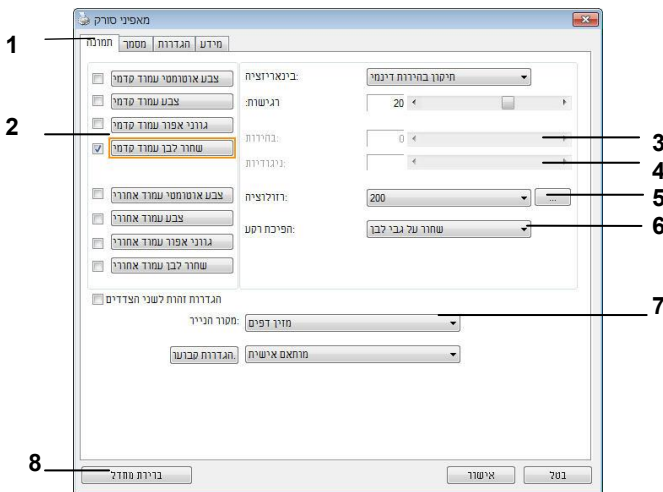 מאפיני סורק
תמונה מסמך הגדרות מידע
צבע אוטומטי עמוד קדמי
צבע עמוד קדמי
גווני אפור עמוד קדמי
שחור לבן עמוד קדמי
צבע אוטומטי עמוד אחורי
צבע עמוד אחורי
גווני אפור עמוד אחורי
שחור לבן עמוד אחורי
בינאריזציה: תיקון בהירות דינמי
רגישות: 20
בהירות: 0
ניגודיות:
רזולוציה: 200 ...
הפיכת רקע: שחור על גבי לבן
הגדרות זהות לשני הצדדים
מקור הנייר: מזין דפים
הגדרות קבוער. מותאם אישית
ברירת מחדל אישור בטל
1
2
3
4
5
6
7
8